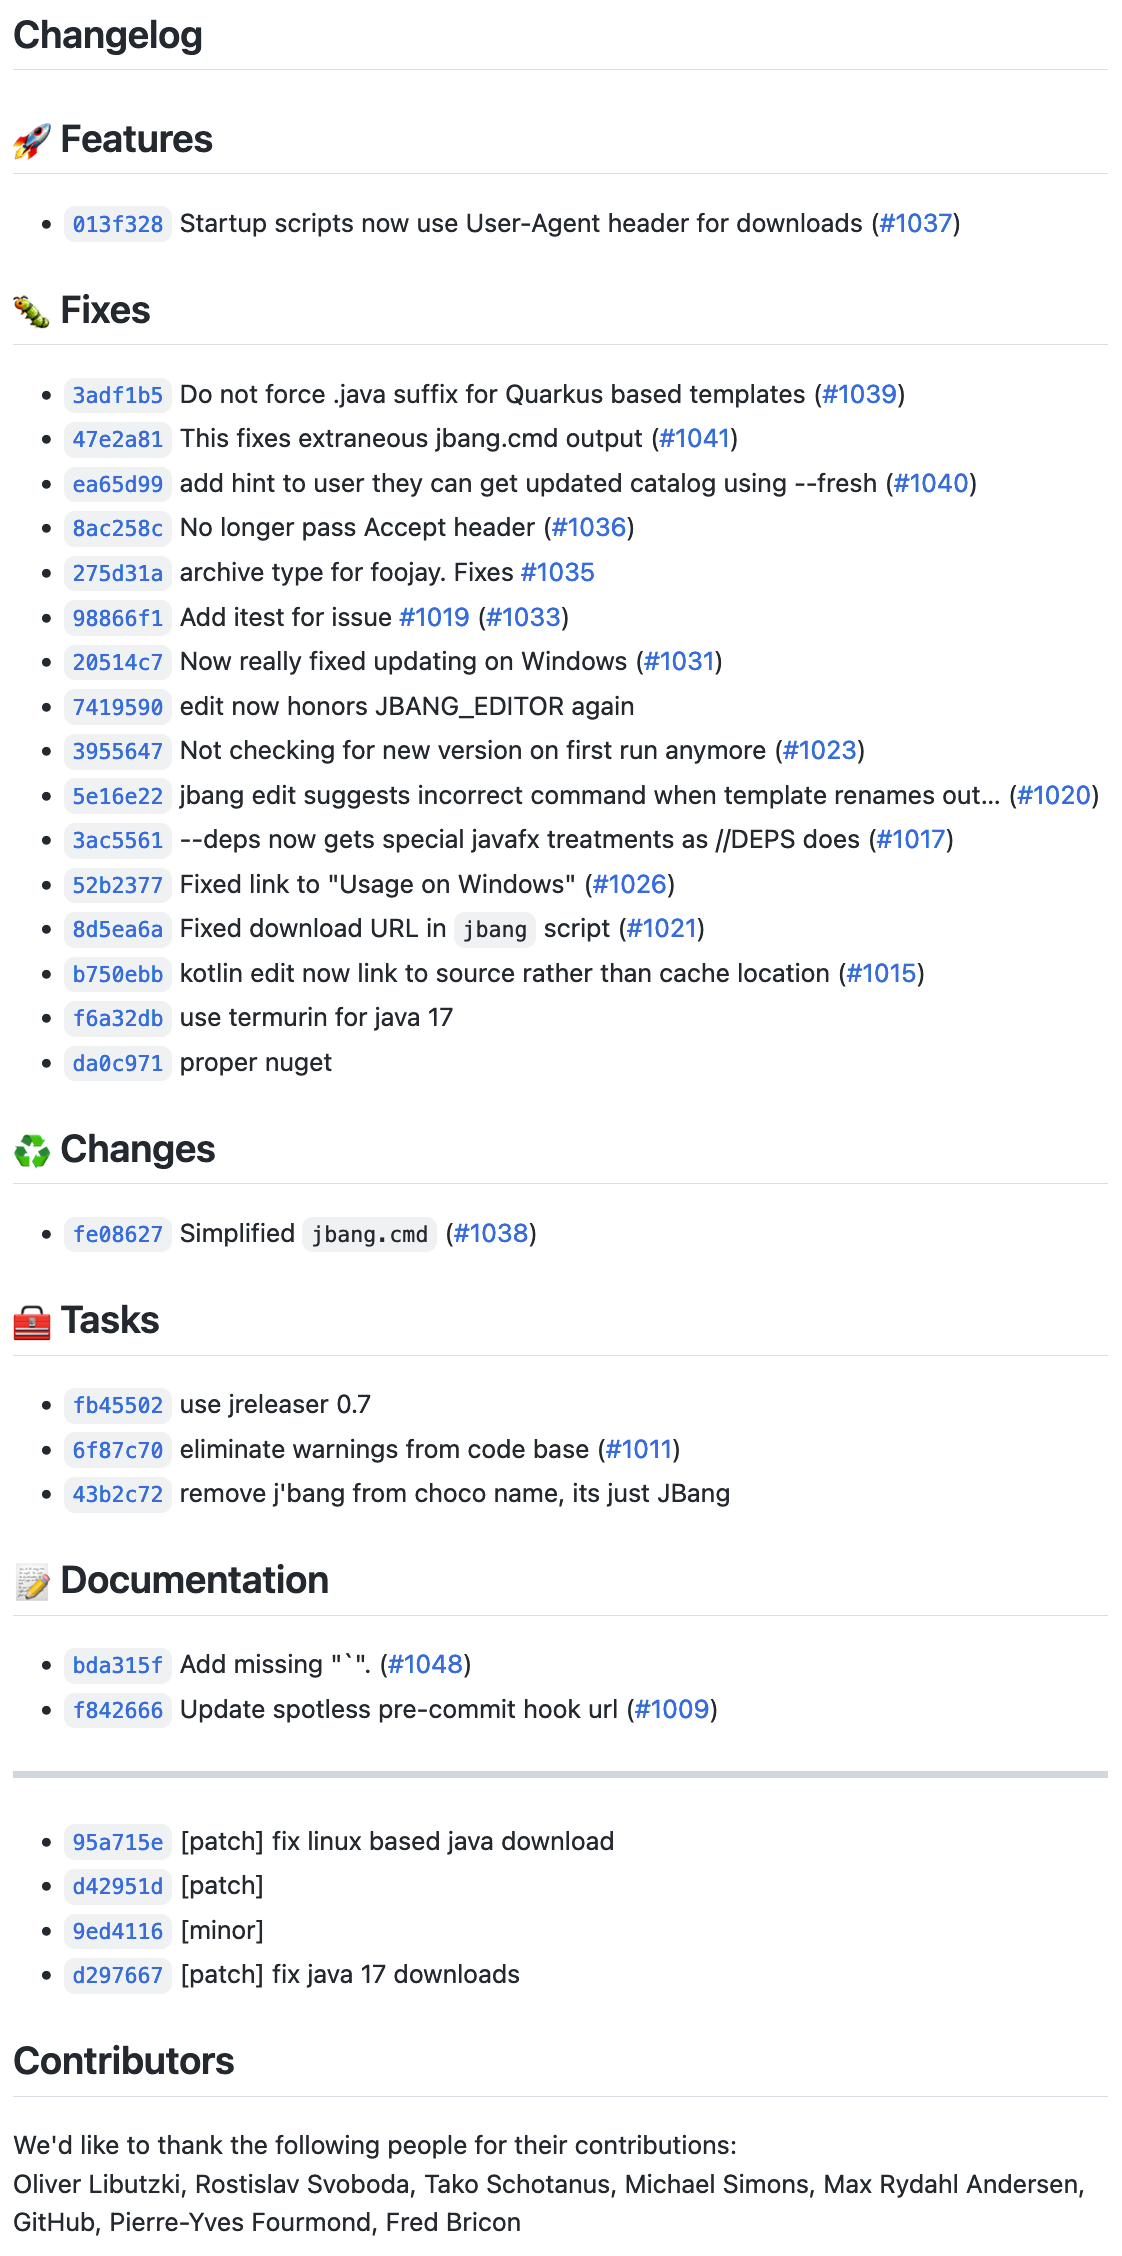 Changelog
🚀 Features
013f328 Startup scripts now use User-Agent header for downloads (#1037)
🐛 Fixes
3adf1b5 Do not force .java suffix for Quarkus based templates (#1039)
47e2a81 This fixes extraneous jbang.cmd output (#1041)
ea65d99 add hint to user they can get updated catalog using --fresh (#1040)
8ac258c No longer pass Accept header (#1036)
275d31a archive type for foojay. Fixes #1035
98866f1 Add itest for issue #1019 (#1033)
20514c7 Now really fixed updating on Windows (#1031)
7419590 edit now honors JBANG_EDITOR again
3955647 Not checking for new version on first run anymore (#1023)
5e16e22 jbang edit suggests incorrect command when template renames out… (#1020)
3ac5561 --deps now gets special javafx treatments as //DEPS does (#1017)
52b2377 Fixed link to "Usage on Windows" (#1026)
8d5ea6a Fixed download URL in jbang script (#1021)
b750ebb kotlin edit now link to source rather than cache location (#1015)
f6a32db use termurin for java 17
da0c971 proper nuget
♻️ Changes
fe08627 Simplified jbang.cmd (#1038)
🧰 Tasks
fb45502 use jreleaser 0.7
6f87c70 eliminate warnings from code base (#1011)
43b2c72 remove j'bang from choco name, its just JBang
📝 Documentation
bda315f Add missing "`". (#1048)
f842666 Update spotless pre-commit hook url (#1009)
95a715e [patch] fix linux based java download
d42951d [patch]
9ed4116 [minor]
d297667 [patch] fix java 17 downloads
Contributors
We'd like to thank the following people for their contributions:
Oliver Libutzki, Rostislav Svoboda, Tako Schotanus, Michael Simons, Max Rydahl Andersen,
GitHub, Pierre-Yves Fourmond, Fred Bricon